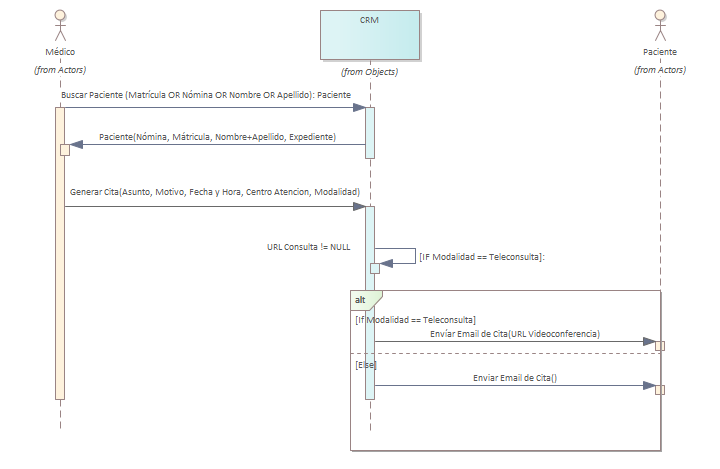 CRM
Médico
Paciente
(from Actors)
(from Objects)
(from Actors)
Buscar Paciente (Matrícula OR Nómina OR Nombre OR Apellido): Paciente
Paciente(Nómina, Mátricula, Nombre+Apellido, Expediente)
Generar Cita(Asunto, Motivo, Fecha y Hora, Centro Atencion, Modalidad)
URL Consulta != NULL
[IF Modalidad == Teleconsulta]:
alt
[If Modalidad == Teleconsulta]
Envíar Email de Cita(URL Videoconferencia)
[Else]
Enviar Email de Cita()